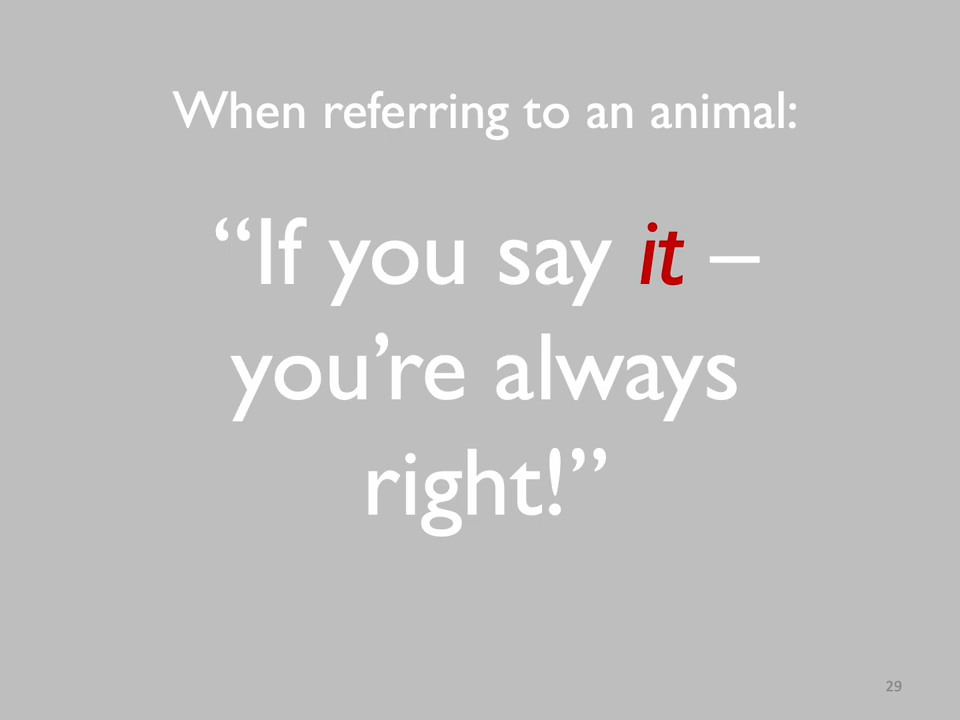 When referring to an animal:
“If you say it –
you’re always
right!”
29